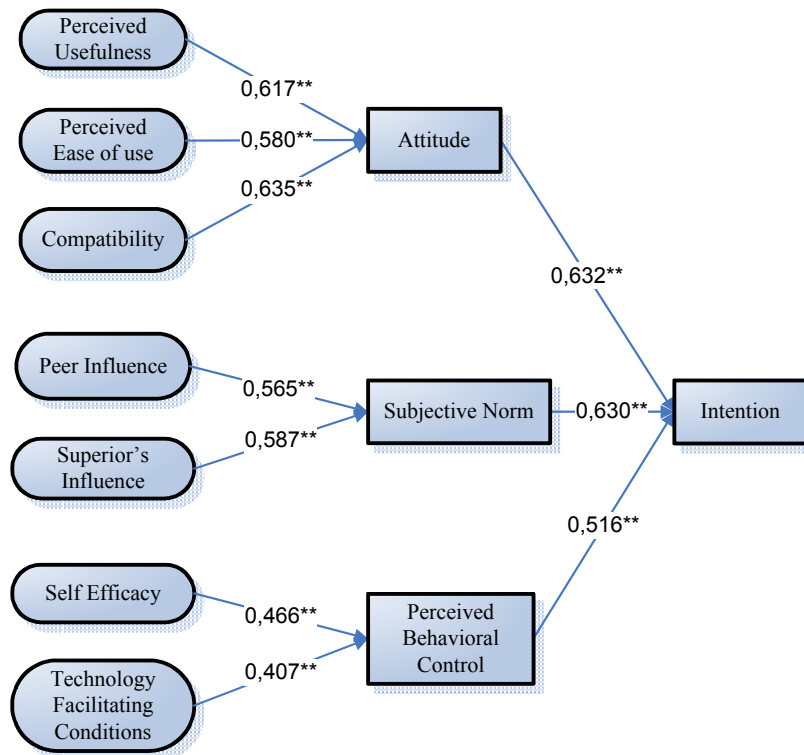 Perceived
Usefulness
0,617**
Perceived
Ease of use
0,580**
Attitude
0,635**
Compatibility
0,632**
Peer Influence
0,565**
Subjective Norm
0,630**
Intention
0,587**
Superior's
Influence
0,516**
Self Efficacy
0,466**
Perceived
Behavioral
Control
0,407**
Technology
Facilitating
Conditions